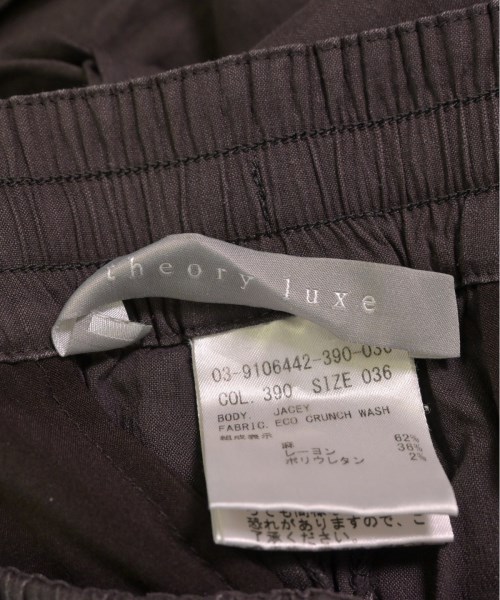 theory luxe
03-9106442-390-036
COL. 390 SIZE 036
BODY. JACEY
FABRIC. ECO CRUNCH WASH
組成表示
麻 62%
レーヨン 36%
ポリウレタン 2%
恐れがありますので、ご
了承ください。